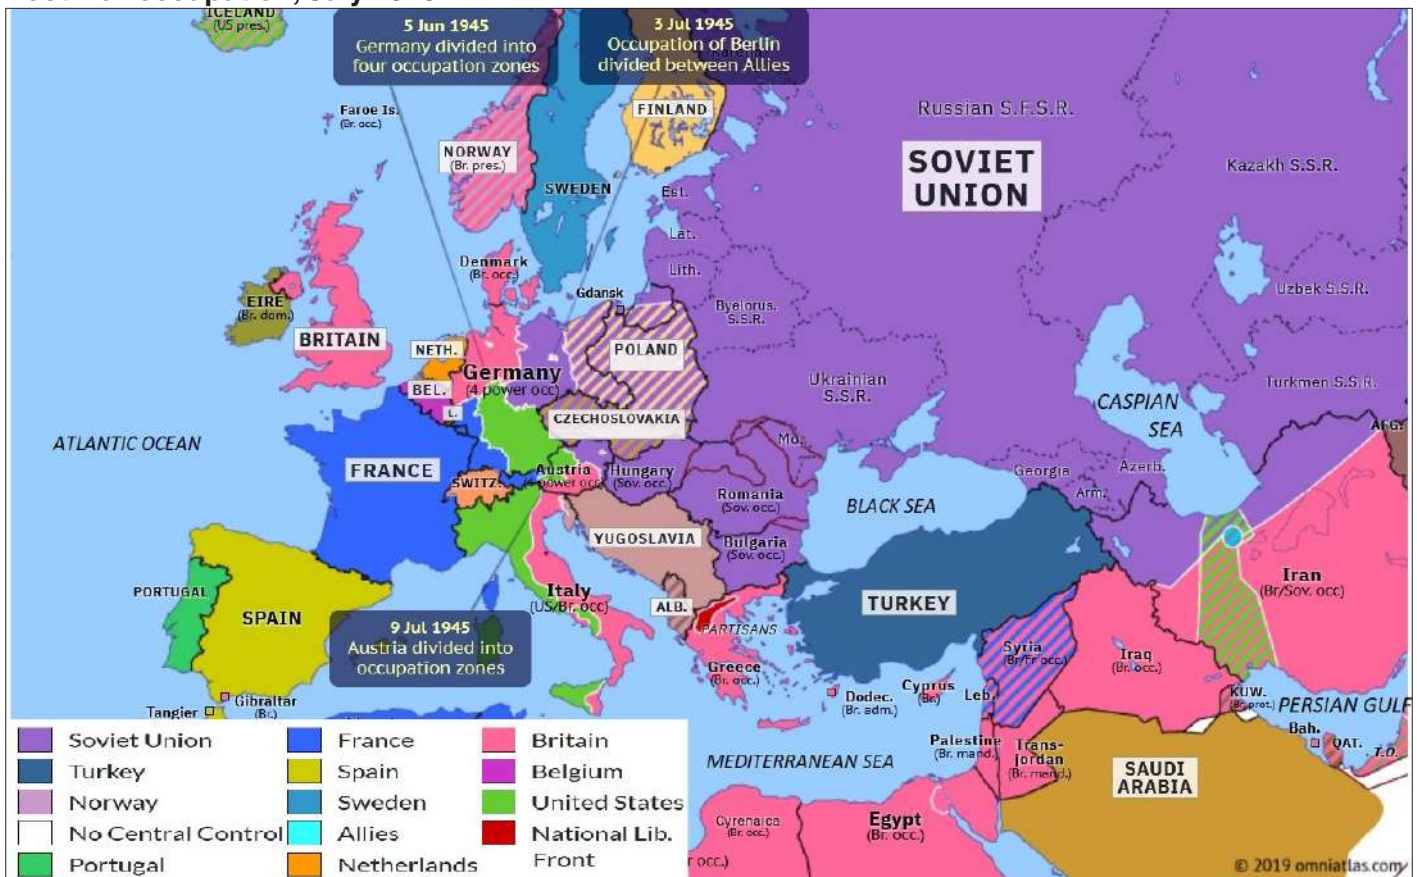 ICELAND
(US pres.)
5 Jun 1945
Germany divided into
four occupation zones
3 Jul 1945
Occupation of Berlin
divided between Allies
Faroe Is.
(Br. occ.)
NORWAY
(Br. pres.)
SWEDEN
FINLAND
Russian S.F.S.R.
SOVIET
UNION
Kazakh S.S.R.
Est.
Lat.
Lith.
Denmark
(Br. occ.)
Gdansk
Byelorus.
S.S.R.
Uzbek S.S.R.
EIRE
(Br. dom.)
BRITAIN
NETH.
BEL.
L.
Germany
(4 power occ)
POLAND
Ukrainian
S.S.R.
Turkmen S.S.R.
CASPIAN
SEA
AFG.
CZECHOSLOVAKIA
ATLANTIC OCEAN
FRANCE
SWITZ.
Austria
(4 power occ)
Hungary
(Sov. occ.)
Mo.
Romania
(Sov. occ.)
Georgia
Azerb.
Arm.
BLACK SEA
YUGOSLAVIA
Bulgaria
(Sov. occ.)
PORTUGAL
SPAIN
Italy
(US/Br. occ)
ALB.
PARTISANS
TURKEY
Iran
(Br/Sov. occ)
9 Jul 1945
Austria divided into
occupation zones
Greece
(Br. occ.)
Syria
(Br/Fr occ.)
Iraq
(Br. occ.)
Gibraltar
(Br.)
Tangier
Dodec.
(Br. adm.)
Cyprus
(Br.)
Leb.
KUW.
(Br. prot.)
PERSIAN GULF
Bah.
QAT.
T.O.
MEDITERRANEAN SEA
Palestine
(Br. mand.)
Trans-
jordan
(Br. mand.)
SAUDI
ARABIA
Cyrenaica
(Br. occ.)
Egypt
(Br. occ.)
r occ.)
Soviet Union
Turkey
Norway
No Central Control
Portugal
France
Spain
Sweden
Allies
Netherlands
Britain
Belgium
United States
National Lib.
Front
© 2019 omniatlas.com